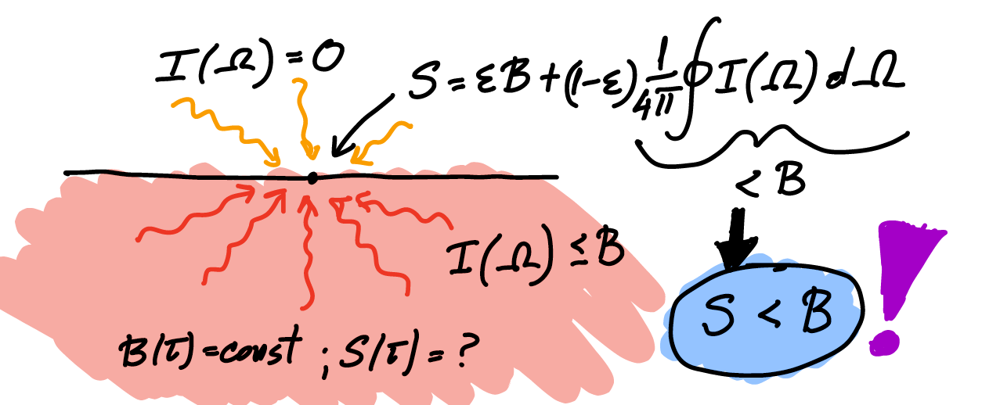 I(Ω) = 0
S = εB + (1-ε) 1/4π ∮ I(Ω) dΩ
< B
I(Ω) ≤ B
S < B
!
B(τ) = const ; S(τ) = ?